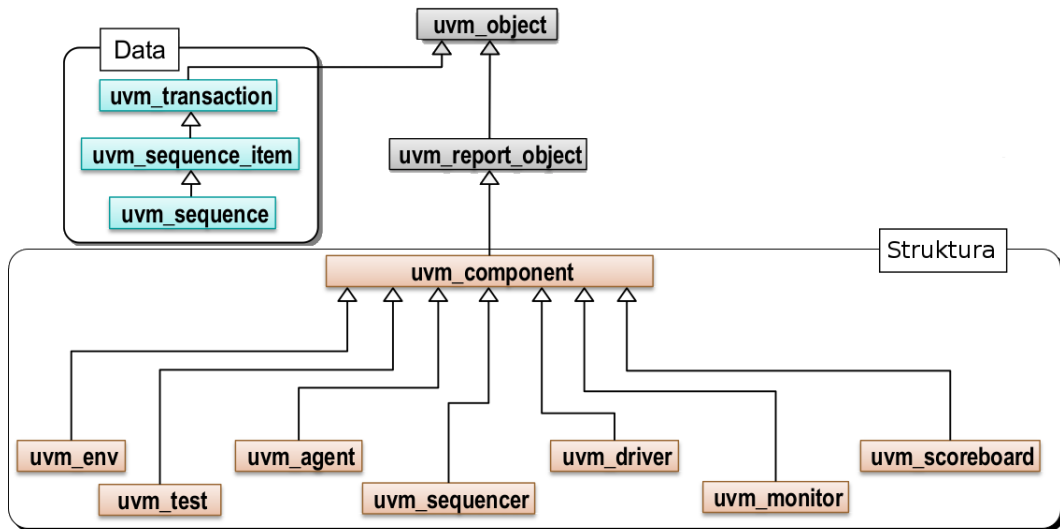 uvm_object
Data
uvm_transaction
uvm_sequence_item
uvm_report_object
uvm_sequence
Struktura
uvm_component
uvm_env
uvm_agent
uvm_driver
uvm_scoreboard
uvm_test
uvm_sequencer
uvm_monitor